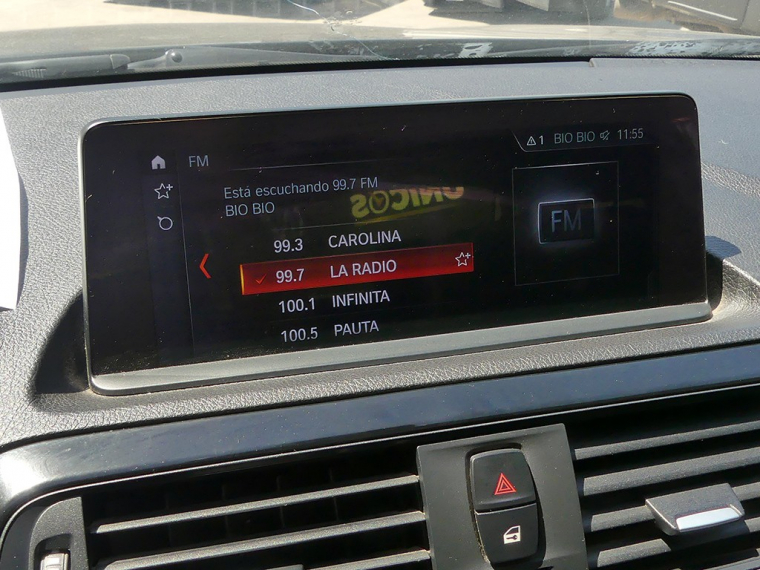 FM
1 BIO BIO 11:55
Está escuchando 99.7 FM
BIO BIO
UNICOS
99.3 CAROLINA
99.7 LA RADIO
100.1 INFINITA
100.5 PAUTA
FM